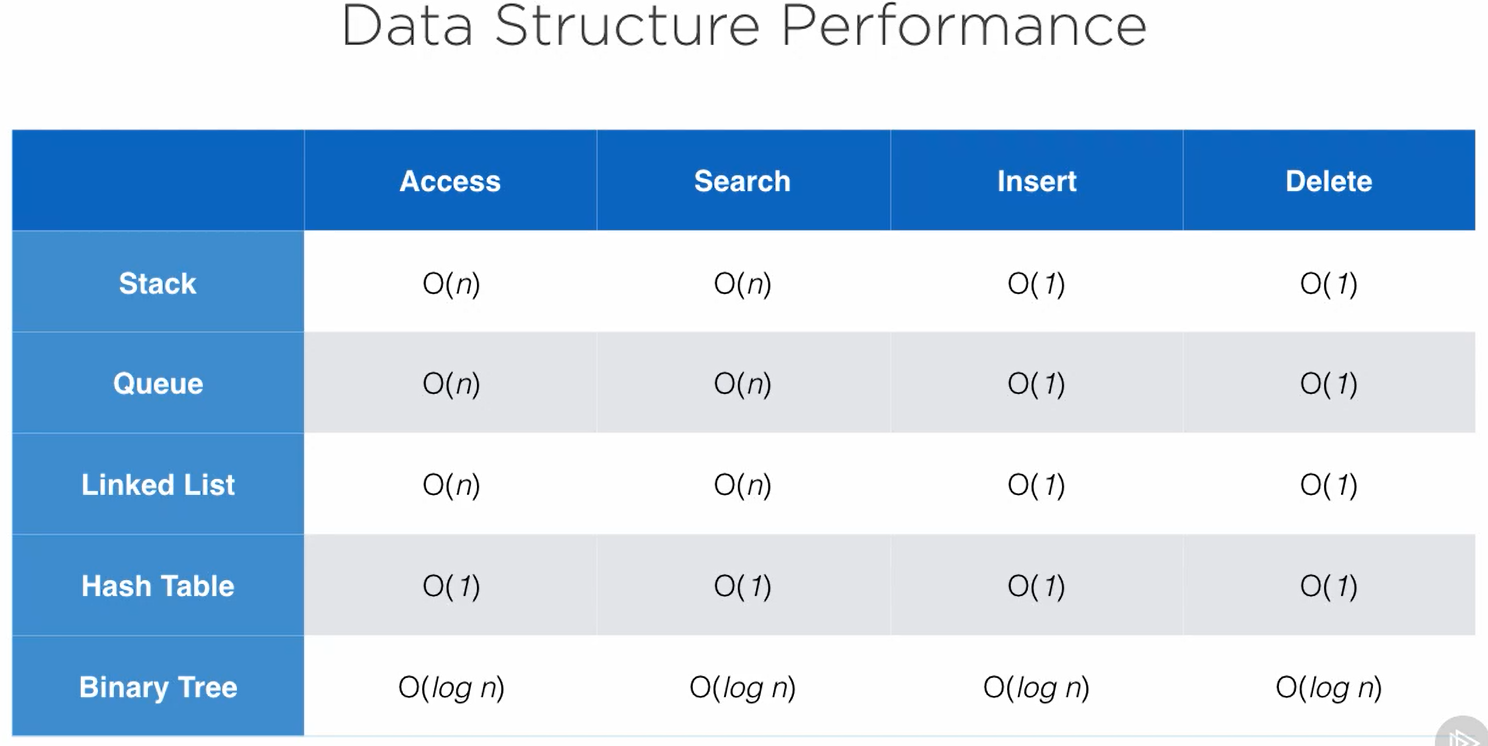 Data Structure Performance
Access Search Insert Delete
Stack O(n) O(n) O(1) O(1)
Queue O(n) O(n) O(1) O(1)
Linked List O(n) O(n) O(1) O(1)
Hash Table O(1) O(1) O(1) O(1)
Binary Tree O(log n) O(log n) O(log n) O(log n)